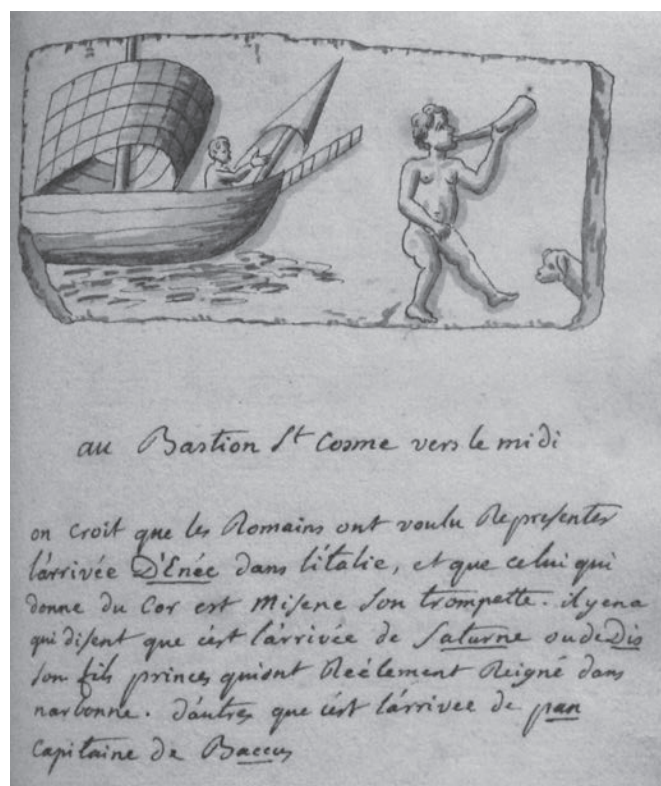 au Bastion St Cosme vers le midi
on croit que les Romains ont voulu Representer
l'arrivée D'Enée dans l'italie, et que celui qui
donne du Cor est Misene son trompette. il y en a
qui disent que c'est l'arrivée de Saturne ou de Dis
son fils princes qui ont Reélement Reigné dans
narbonne. d'autres que c'est l'arrivee de pan
Capitaine de Baccus